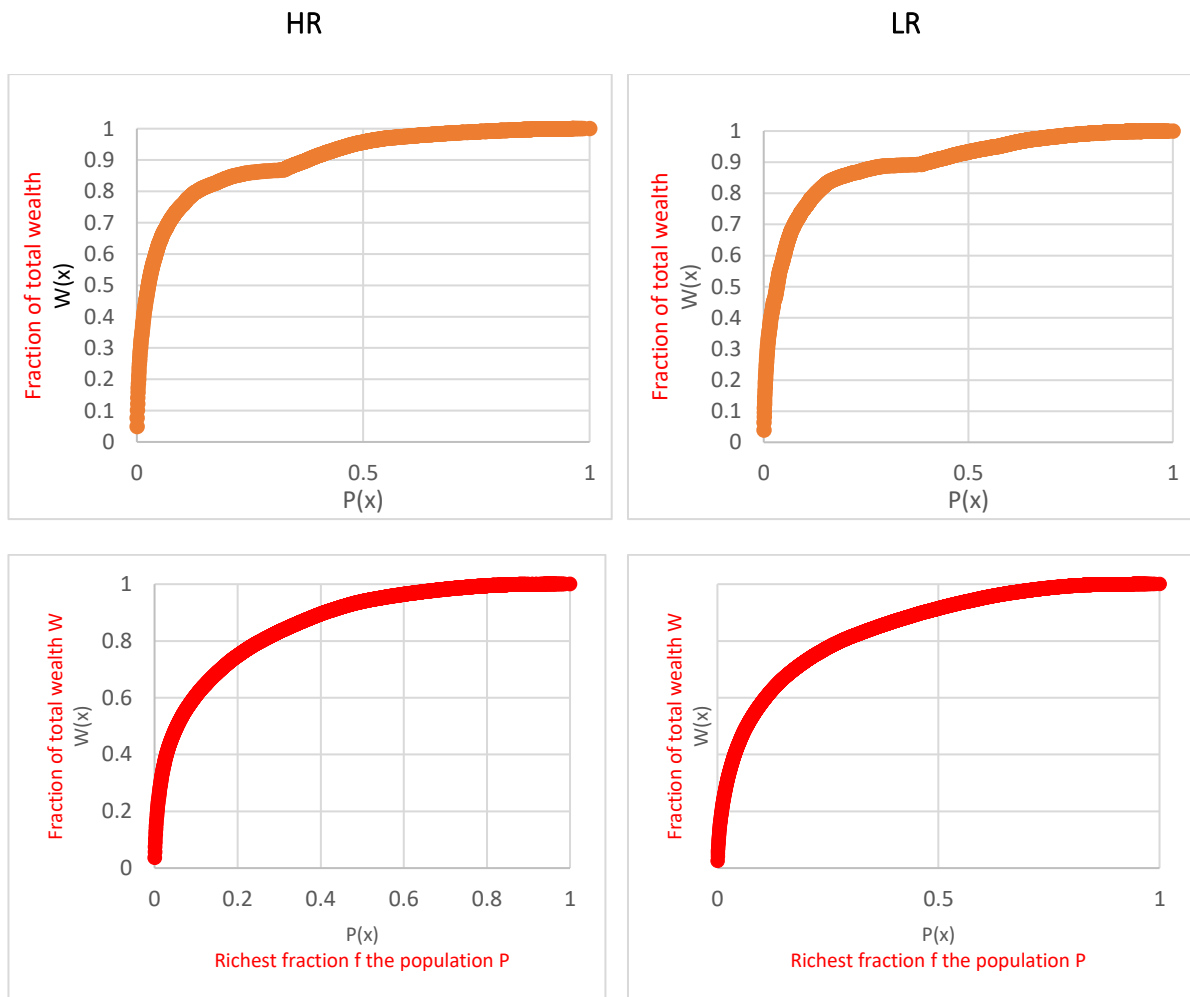 HR
LR
Fraction of total wealth
W(x)
1
0.9
0.8
0.7
0.6
0.5
0.4
0.3
0.2
0.1
0
0
0.5
1
P(x)
Fraction of total wealth
W(x)
1
0.9
0.8
0.7
0.6
0.5
0.4
0.3
0.2
0.1
0
0
0.5
1
P(x)
Fraction of total wealth W
W(x)
1
0.8
0.6
0.4
0.2
0
0
0.2
0.4
0.6
0.8
1
P(x)
Richest fraction f the population P
Fraction of total wealth W
W(x)
0
0.5
1
P(x)
Richest fraction f the population P